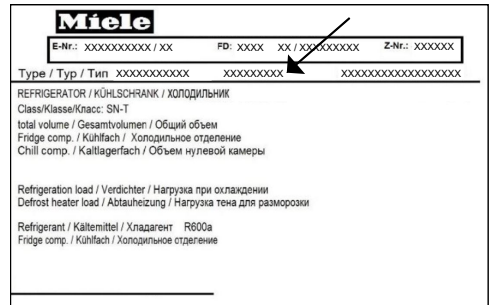 Miele
E-Nr.: XXXXXXXXXX / XX FD: XXXX XX / XXXXXXXXX Z-Nr.: XXXXXX
Type / Typ / Тип XXXXXXXXXXX XXXXXXXXX XXXXXXXXXXXXXXXXXX
REFRIGERATOR / KÜHLSCHRANK / ХОЛОДИЛЬНИК
Class/Klasse/Knacc: SN-T
total volume / Gesamtvolumen / Общий объем
Fridge comp. / Kühlfach / Холодильное отделение
Chill comp. / Kaltlagerfach / Объем нулевой камеры
Refrigeration load / Verdichter / Нагрузка при охлаждении
Defrost heater load / Abtauheizung / Нагрузка тена для разморозки
Refrigerant / Kältemittel / Хладагент R600a
Fridge comp. / Kühlfach / Холодильное отделение